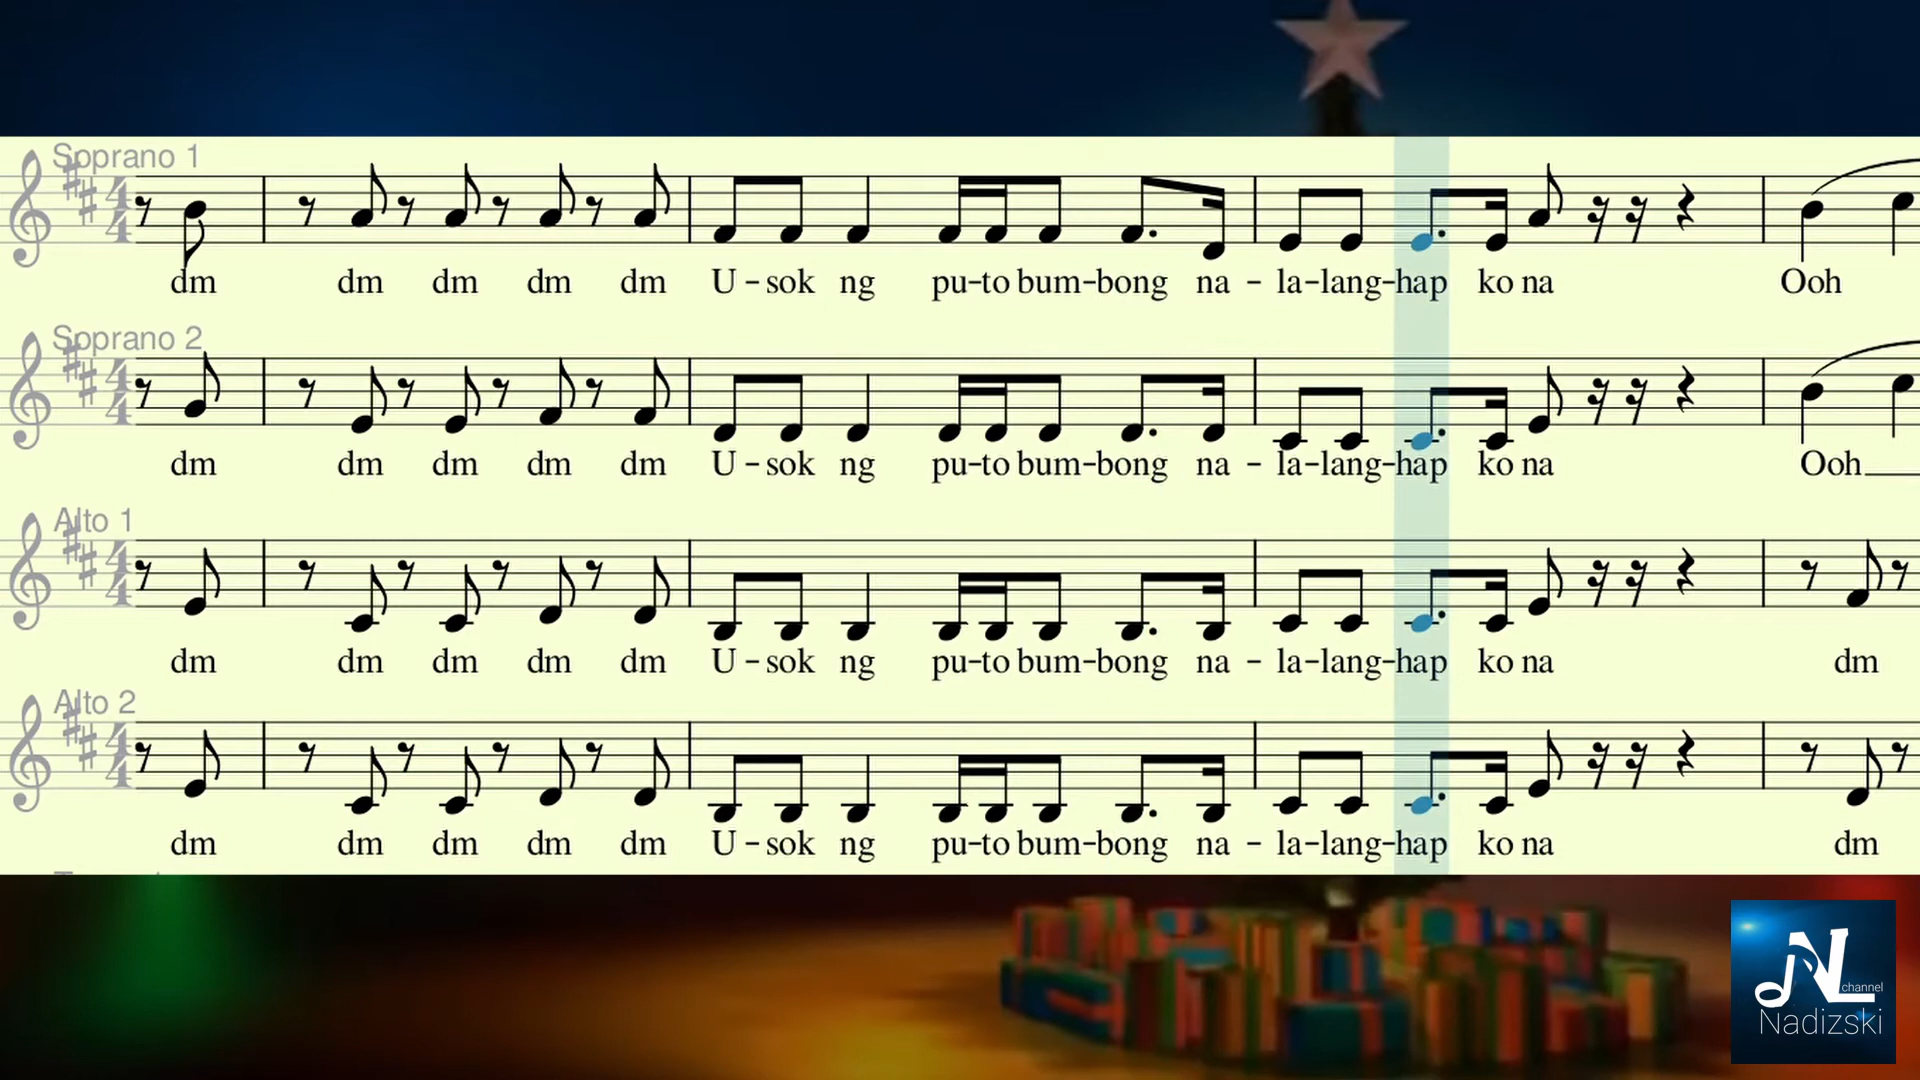 Soprano 1
dm dm dm dm dm U - sok ng pu-to bum-bong na - la-lang-hap ko na Ooh
Soprano 2
dm dm dm dm dm U - sok ng pu-to bum-bong na - la-lang-hap ko na Ooh
Alto 1
dm dm dm dm dm U - sok ng pu-to bum-bong na - la-lang-hap ko na dm
Alto 2
dm dm dm dm dm U - sok ng pu-to bum-bong na - la-lang-hap ko na dm
NL
channel
Nadizski